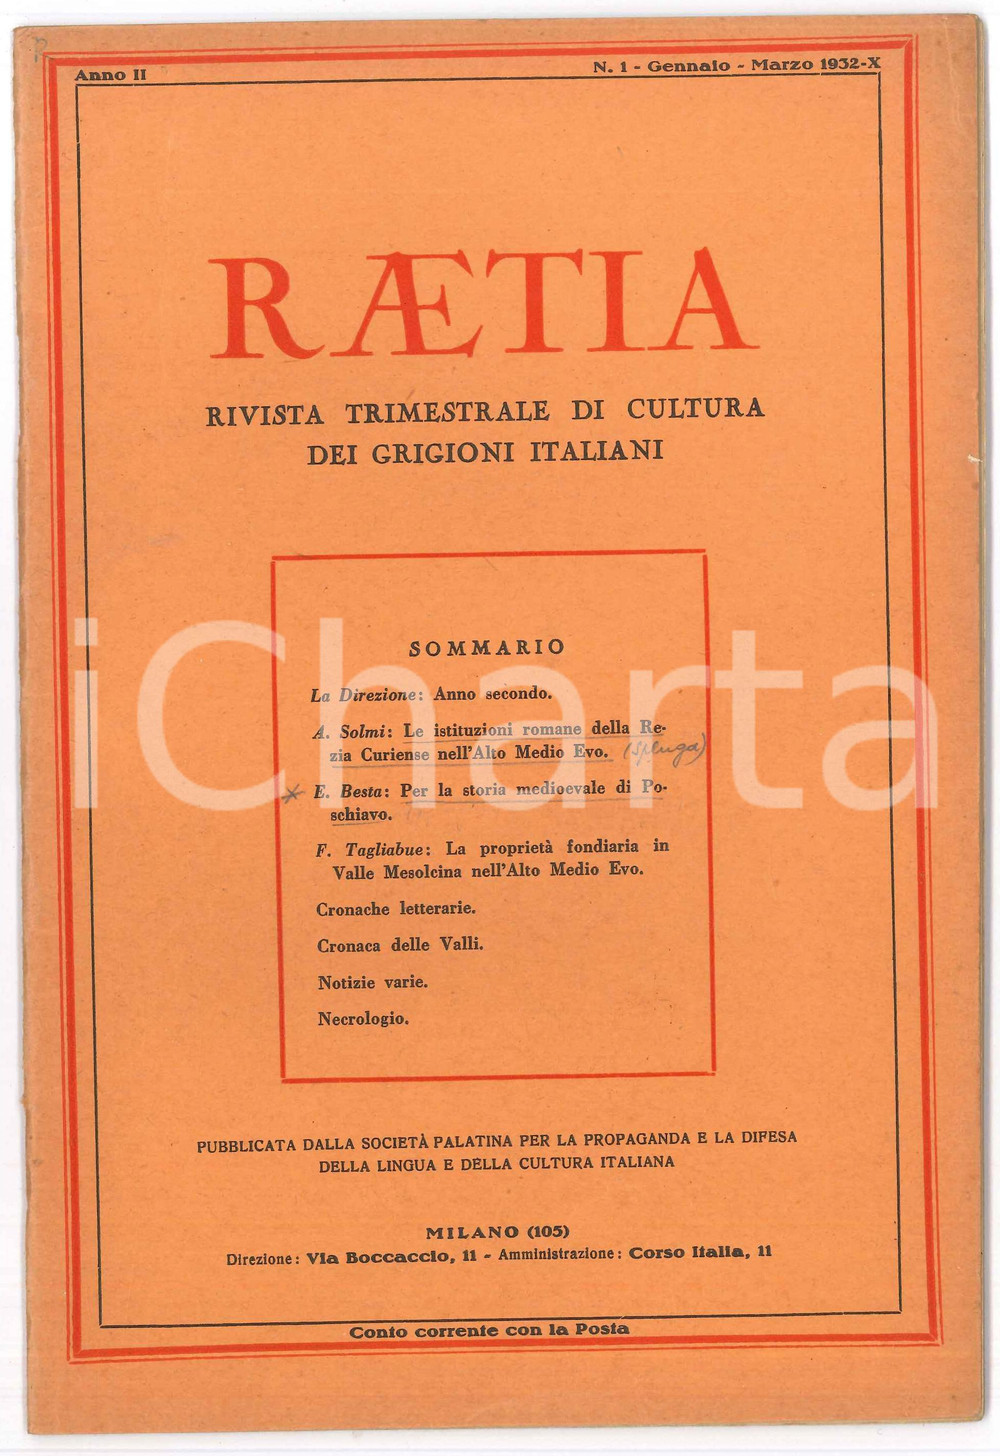 Anno II
N. 1 - Gennaio - Marzo 1932-X
RÆTIA
RIVISTA TRIMESTRALE DI CULTURA
DEI GRIGIONI ITALIANI
SOMMARIO
La Direzione: Anno secondo.
A. Solmi: Le istituzioni romane della Re-
zia Curiense nell'Alto Medio Evo. (Spluga)
* E. Besta: Per la storia medioevale di Po-
schiavo.
F. Tagliabue: La proprietà fondiaria in
Valle Mesolcina nell'Alto Medio Evo.
Cronache letterarie.
Cronaca delle Valli.
Notizie varie.
Necrologio.
iCharta
PUBBLICATA DALLA SOCIETÀ PALATINA PER LA PROPAGANDA E LA DIFESA
DELLA LINGUA E DELLA CULTURA ITALIANA
MILANO (105)
Direzione: Via Boccaccio, 11 - Amministrazione: Corso Italia, 11
Conto corrente con la Posta